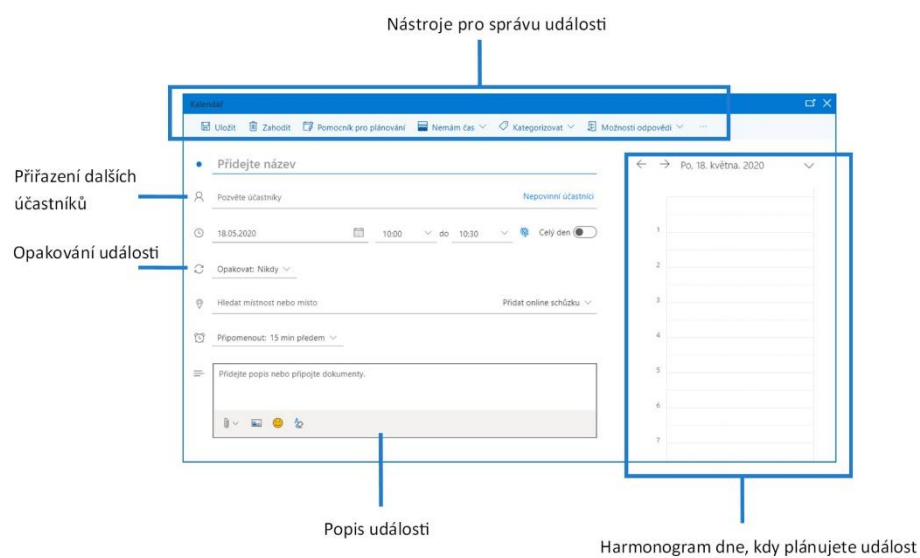 Nástroje pro správu události
Kalendář
Uložit Zahodit Pomocník pro plánování Nemám čas Kategorizovat Možnosti odpovědí ...
Přidejte název
Po, 18. května. 2020
Přiřazení dalších
účastníků
Pozvěte účastníky Nepovinní účastníci
18.05.2020 10:00 do 10:30 Celý den
Opakování události
Opakovat: Nikdy
Hledat místnost nebo místo Přidat online schůzku
Připomenout: 15 min předem
Přidejte popis nebo připojte dokumenty.
1
2
3
4
5
6
7
Popis události
Harmonogram dne, kdy plánujete událost